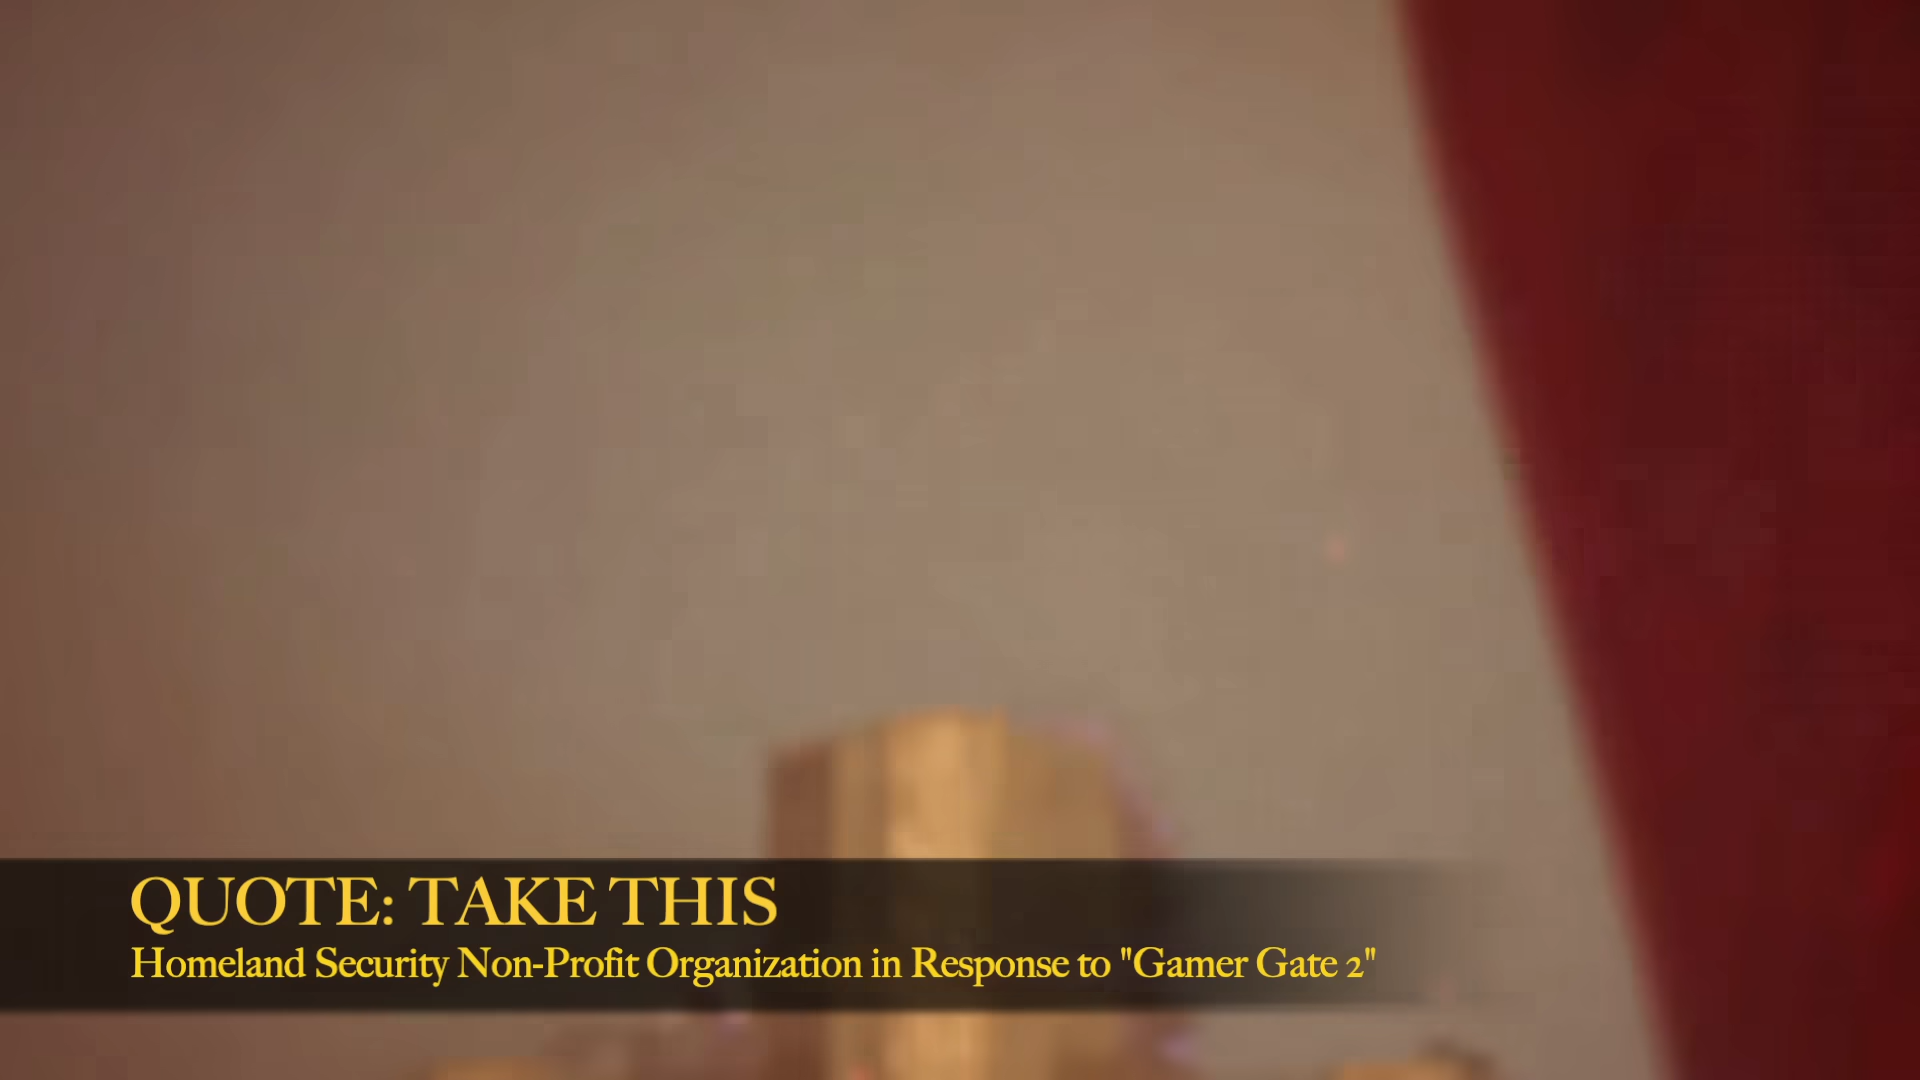 QUOTE: TAKE THIS
Homeland Security Non-Profit Organization in Response to "Gamer Gate 2"